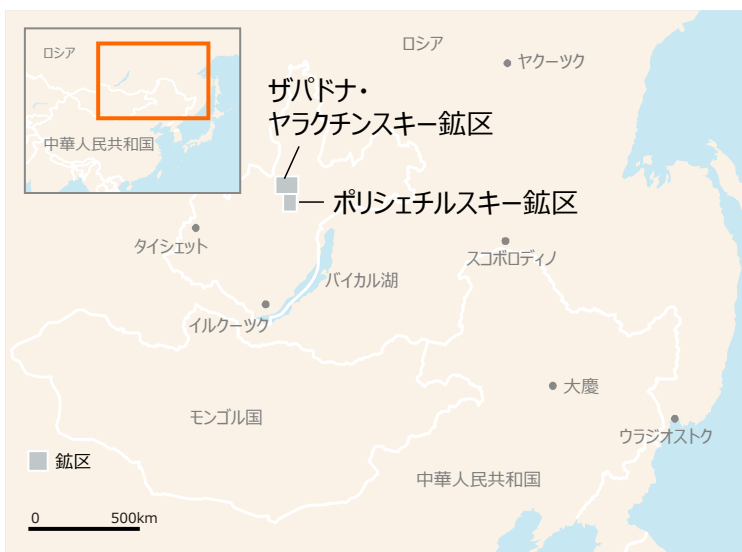 ロシア
中華人民共和国
ロシア
ヤクーツク
ザパドナ・
ヤラクチンスキー鉱区
ボリシェチルスキー鉱区
タイシェット
スコボロディノ
バイカル湖
イルクーツク
大慶
モンゴル国
ウラジオストク
鉱区
中華人民共和国
0 500km